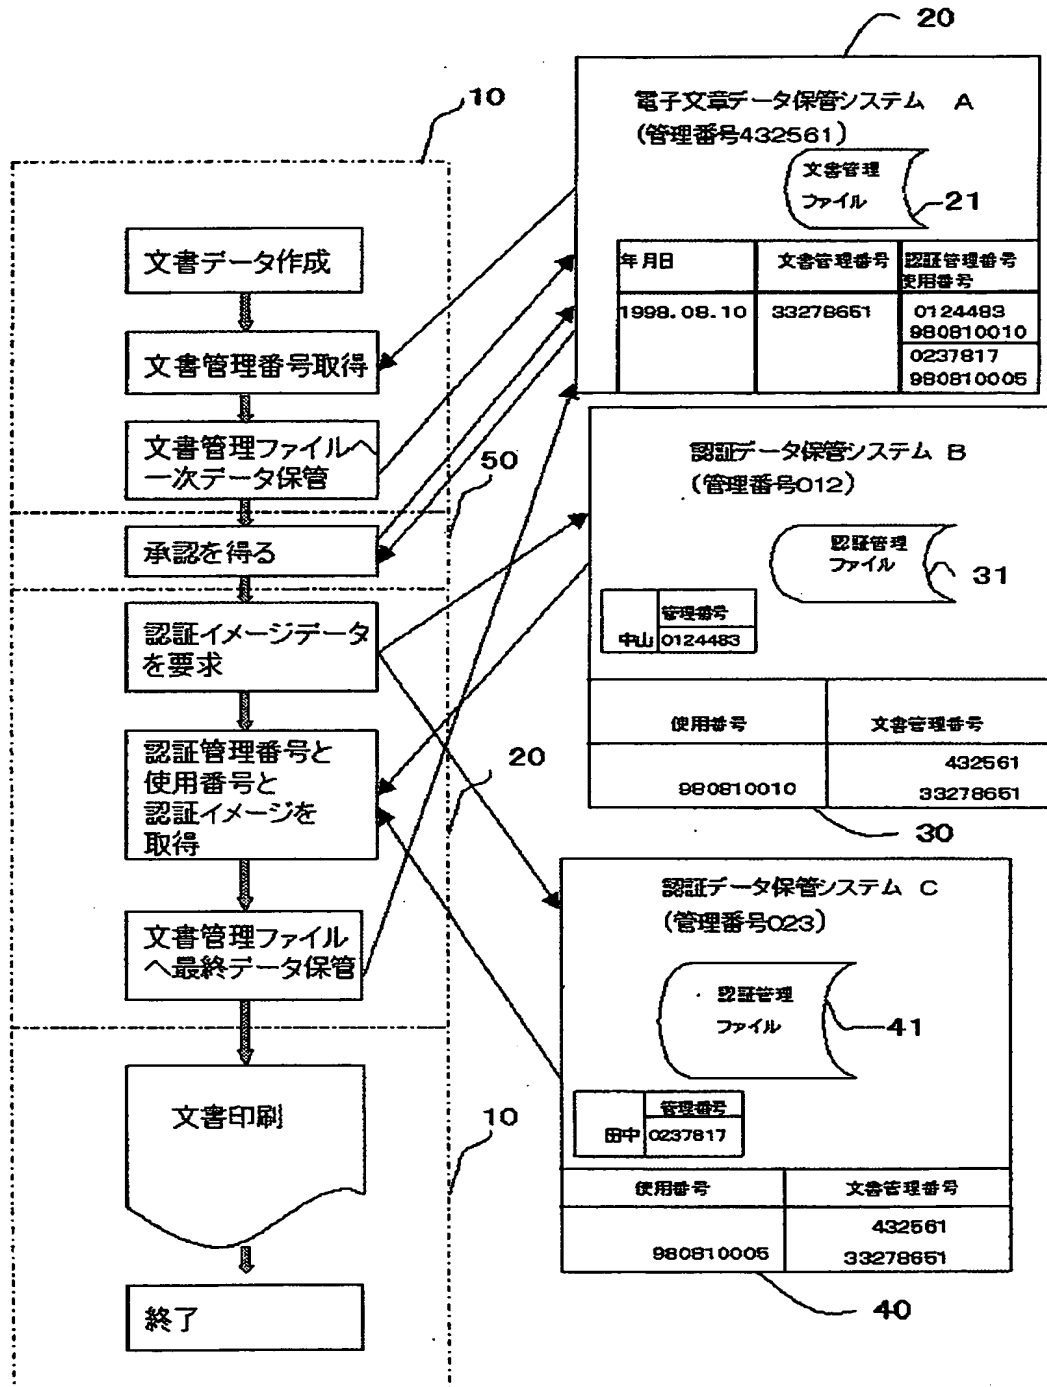 10
文書データ作成
文書管理番号取得
文書管理ファイルへ
一次データ保管
50
承認を得る
認証イメージデータ
を要求
認証管理番号と
使用番号と
認証イメージを
取得
20
文書管理ファイル
へ最終データ保管
文書印刷
10
終了
20
電子文章データ保管システム A
(管理番号432561)
文書管理
ファイル
21
年月日 文書管理番号 認証管理番号
使用番号
1998.08.10 33278651 0124483
980810010
0237817
980810005
認証データ保管システム B
(管理番号012)
認証管理
ファイル
31
管理番号
中山 0124483
使用番号 文書管理番号
432561
980810010 33278651
30
認証データ保管システム C
(管理番号023)
認証管理
ファイル
41
管理番号
田中 0237817
使用番号 文書管理番号
432561
980810005 33278651
40